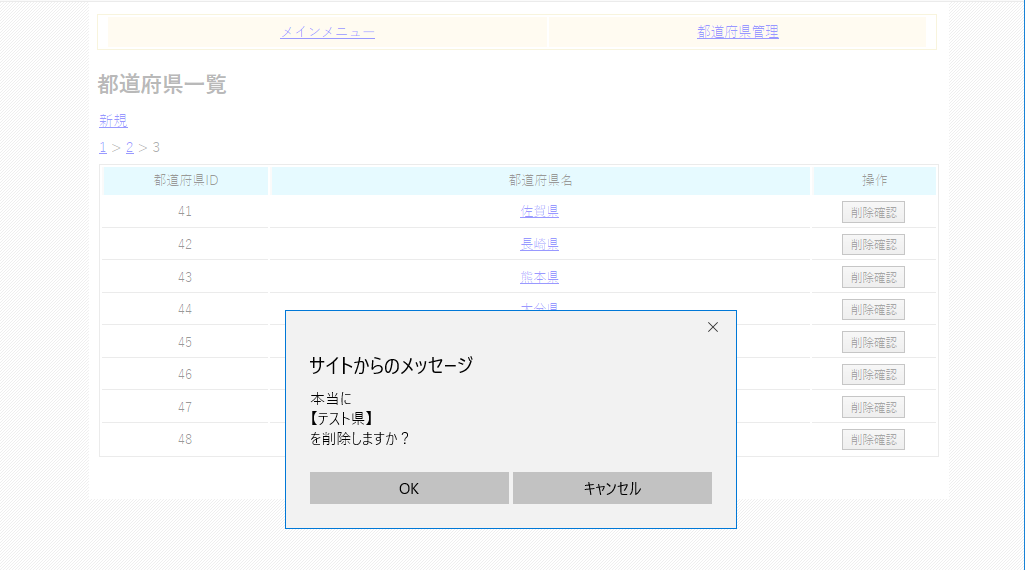 メインメニュー 都道府県管理
都道府県一覧
新規
1 > 2 > 3
都道府県ID 都道府県名 操作
41 佐賀県 削除確認
42 長崎県 削除確認
43 熊本県 削除確認
44 大分県 削除確認
45 削除確認
46 削除確認
47 削除確認
48 削除確認
サイトからのメッセージ
本当に
【テスト県】
を削除しますか？
OK キャンセル